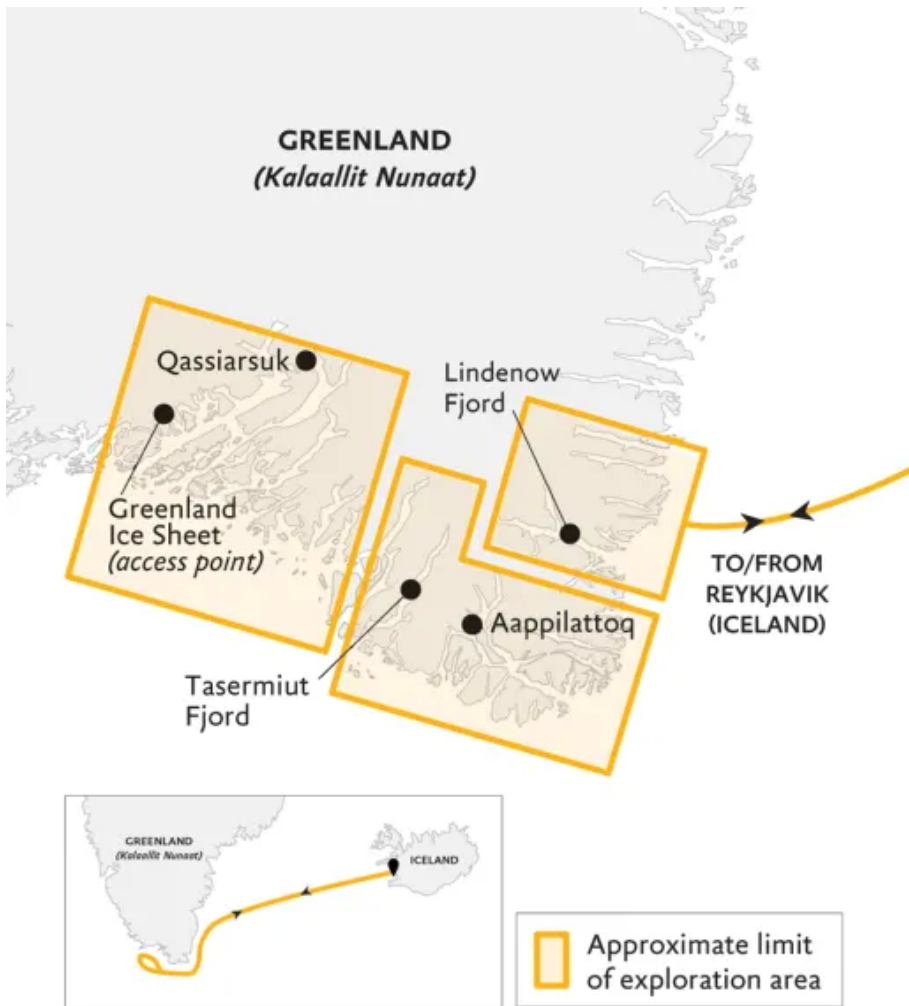 GREENLAND
(Kalaallit Nunaat)
Qassiarsuk
Lindenow
Fjord
Greenland
Ice Sheet
(access point)
TO/FROM
REYKJAVIK
(ICELAND)
Aappilattoq
Tasermiut
Fjord
GREENLAND
(Kalaallit Nunaat)
ICELAND
Approximate limit
of exploration area